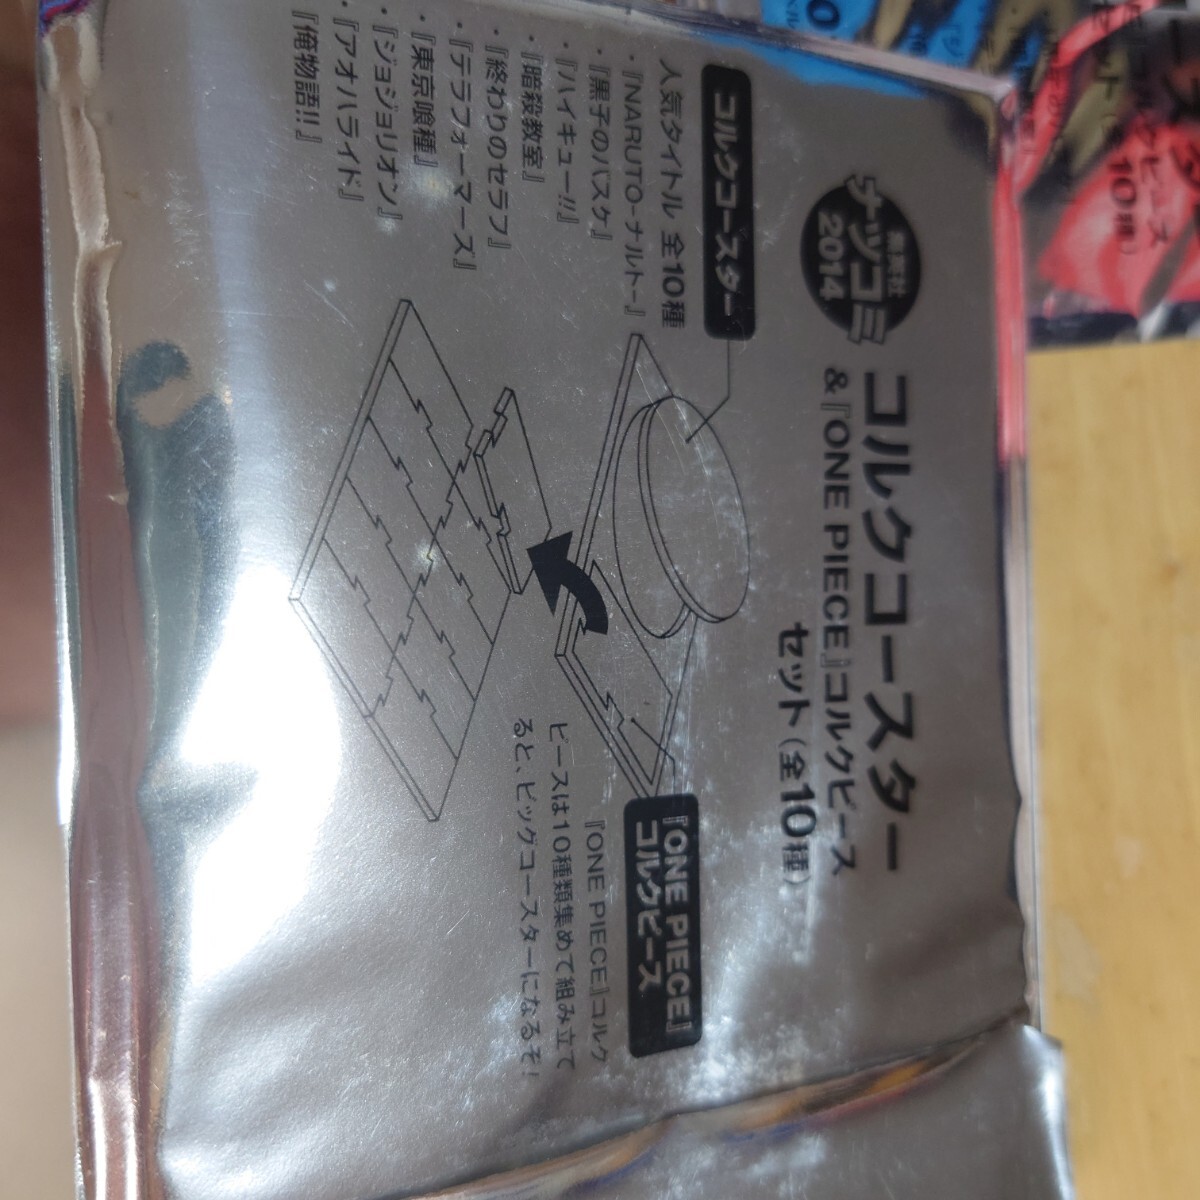 集英社
ナツコミ
2014
コルクコースター
&『ONE PIECE』コルクピース
セット(全10種)
コルクコースター
人気タイトル 全10種
・『NARUTO-ナルト-』
・『黒子のバスケ』
・『ハイキュー!!』
・『暗殺教室』
・『終わりのセラフ』
・『テラフォーマーズ』
・『東京喰種』
・『ジョジョリオン』
・『アオハライド』
・『俺物語!!』
『ONE PIECE』
コルクピース
『ONE PIECE』コルク
ピースは10種類集めて組み立て
ると、ビッグコースターになるぞ!